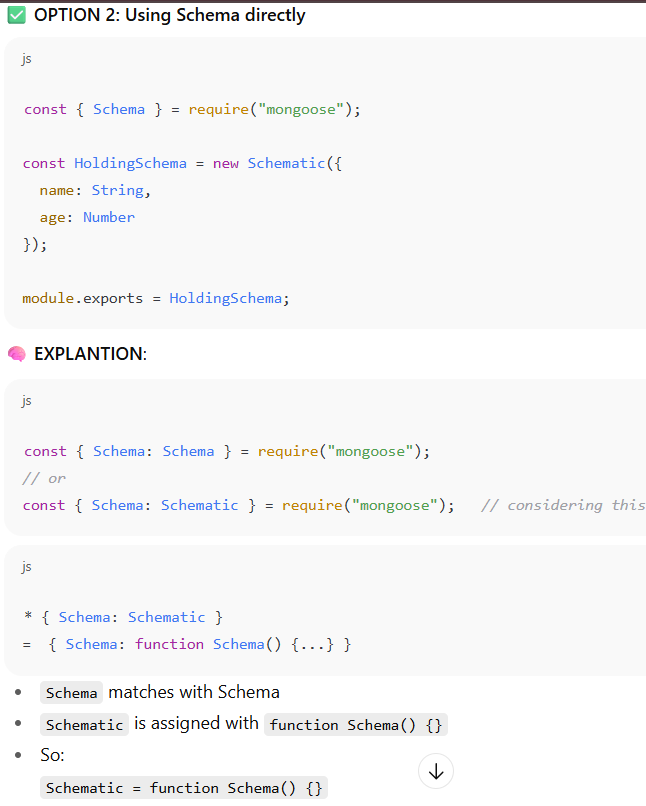 ✅ OPTION 2: Using Schema directly
js
const { Schema } = require("mongoose");
const HoldingSchema = new Schematic({
  name: String,
  age: Number
});
module.exports = HoldingSchema;
🧠 EXPLANTION:
js
const { Schema: Schema } = require("mongoose");
// or
const { Schema: Schematic } = require("mongoose");   // considering this
js
* { Schema: Schematic }
=  { Schema: function Schema() {...} }
• Schema matches with Schema
• Schematic is assigned with function Schema() {}
• So:
Schematic = function Schema() {}